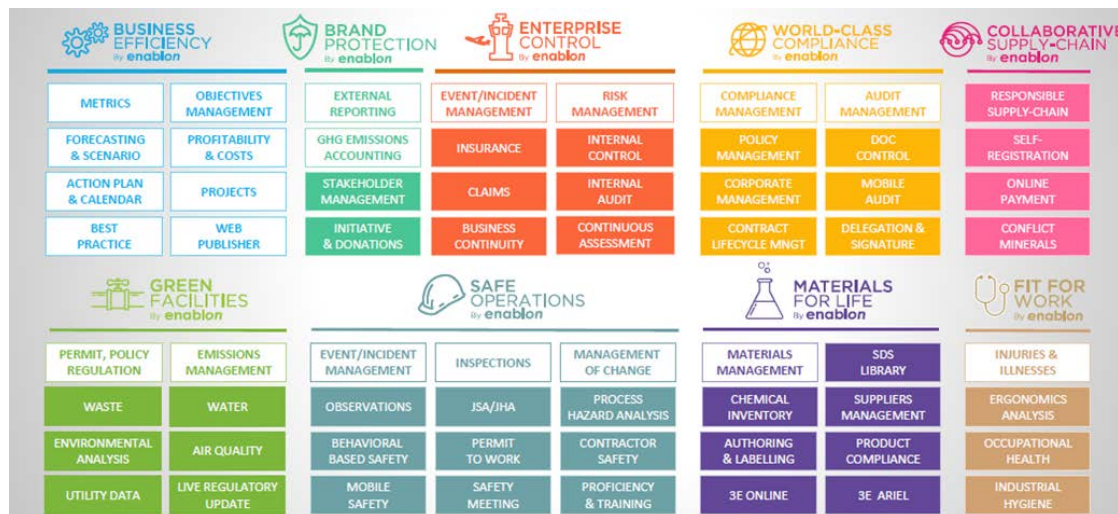 BUSINESS
EFFICIENCY
By enablon
METRICS
OBJECTIVES
MANAGEMENT
FORECASTING
& SCENARIO
PROFITABILITY
& COSTS
ACTION PLAN
& CALENDAR
PROJECTS
BEST
PRACTICE
WEB
PUBLISHER
BRAND
PROTECTION
By enablon
EXTERNAL
REPORTING
GHG EMISSIONS
ACCOUNTING
STAKEHOLDER
MANAGEMENT
INITIATIVE
& DONATIONS
ENTERPRISE
CONTROL
By enablon
EVENT/INCIDENT
MANAGEMENT
RISK
MANAGEMENT
INSURANCE
INTERNAL
CONTROL
CLAIMS
INTERNAL
AUDIT
BUSINESS
CONTINUITY
CONTINUOUS
ASSESSMENT
WORLD-CLASS
COMPLIANCE
By enablon
COMPLIANCE
MANAGEMENT
AUDIT
MANAGEMENT
POLICY
MANAGEMENT
DOC
CONTROL
CORPORATE
MANAGEMENT
MOBILE
AUDIT
CONTRACT
LIFECYCLE MNGT
DELEGATION &
SIGNATURE
COLLABORATIVE
SUPPLY-CHAIN
By enablon
RESPONSIBLE
SUPPLY-CHAIN
SELF-
REGISTRATION
ONLINE
PAYMENT
CONFLICT
MINERALS
GREEN
FACILITIES
By enablon
PERMIT, POLICY
REGULATION
EMISSIONS
MANAGEMENT
WASTE
WATER
ENVIRONMENTAL
ANALYSIS
AIR QUALITY
UTILITY DATA
LIVE REGULATORY
UPDATE
SAFE
OPERATIONS
By enablon
EVENT/INCIDENT
MANAGEMENT
INSPECTIONS
MANAGEMENT
OF CHANGE
OBSERVATIONS
JSA/JHA
PROCESS
HAZARD ANALYSIS
BEHAVIORAL
BASED SAFETY
PERMIT
TO WORK
CONTRACTOR
SAFETY
MOBILE
SAFETY
SAFETY
MEETING
PROFICIENCY
& TRAINING
MATERIALS
FOR LIFE
By enablon
MATERIALS
MANAGEMENT
SDS
LIBRARY
CHEMICAL
INVENTORY
SUPPLIERS
MANAGEMENT
AUTHORING
& LABELLING
PRODUCT
COMPLIANCE
3E ONLINE
3E ARIEL
FIT FOR
WORK
By enablon
INJURIES &
ILLNESSES
ERGONOMICS
ANALYSIS
OCCUPATIONAL
HEALTH
INDUSTRIAL
HYGIENE